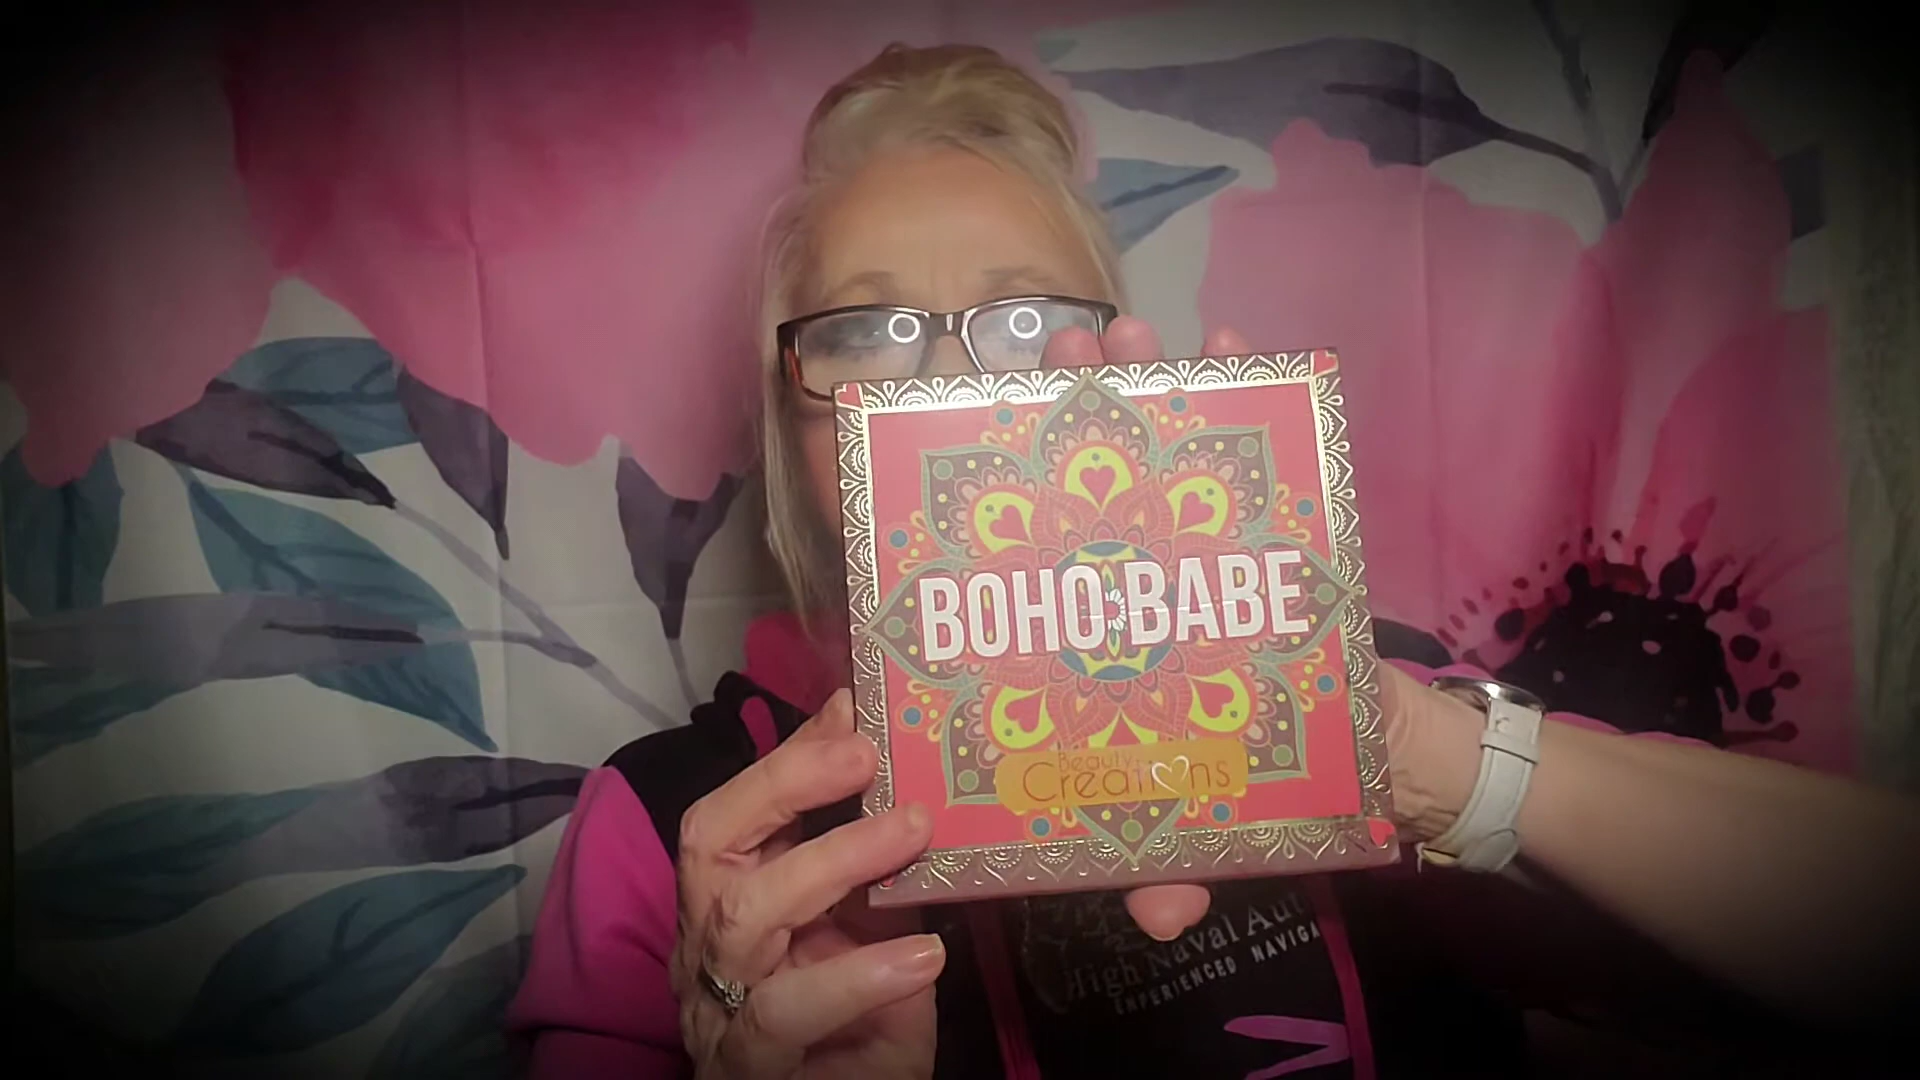 BOHO BABE
Beauty
Creations
High Naval Aut
EXPERIENCED NAVIGA